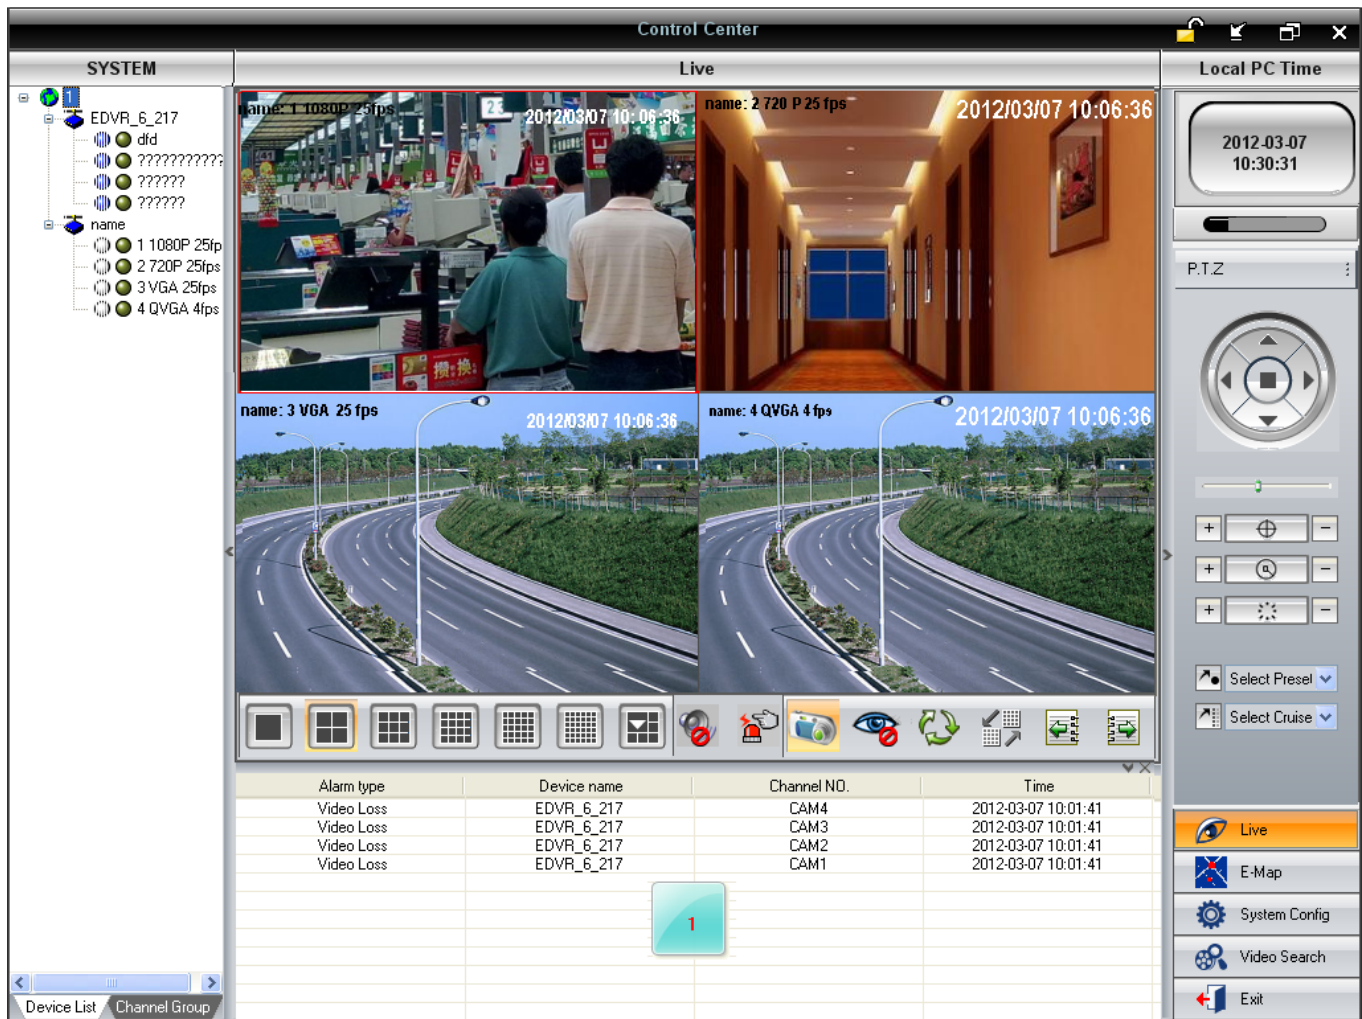 Control Center
SYSTEM
Live
Local PC Time
1
EDVR_6_217
dfd
???????????
??????
??????
name
1 1080P 25fp
2 720P 25fps
3 VGA 25fps
4 QVGA 4fps
name: 1 1080P 25fps
2012/03/07 10:06:36
23
攒 换
name: 2 720 P 25 fps
2012/03/07 10:06:36
name: 3 VGA 25 fps
2012/03/07 10:06:36
name: 4 QVGA 4 fps
2012/03/07 10:06:36
2012-03-07
10:30:31
P.T.Z
+ −
+ −
+ −
Select Preset
Select Cruise
Alarm type Device name Channel NO. Time
Video Loss EDVR_6_217 CAM4 2012-03-07 10:01:41
Video Loss EDVR_6_217 CAM3 2012-03-07 10:01:41
Video Loss EDVR_6_217 CAM2 2012-03-07 10:01:41
Video Loss EDVR_6_217 CAM1 2012-03-07 10:01:41
1
Live
E-Map
System Config
Video Search
Exit
Device List
Channel Group